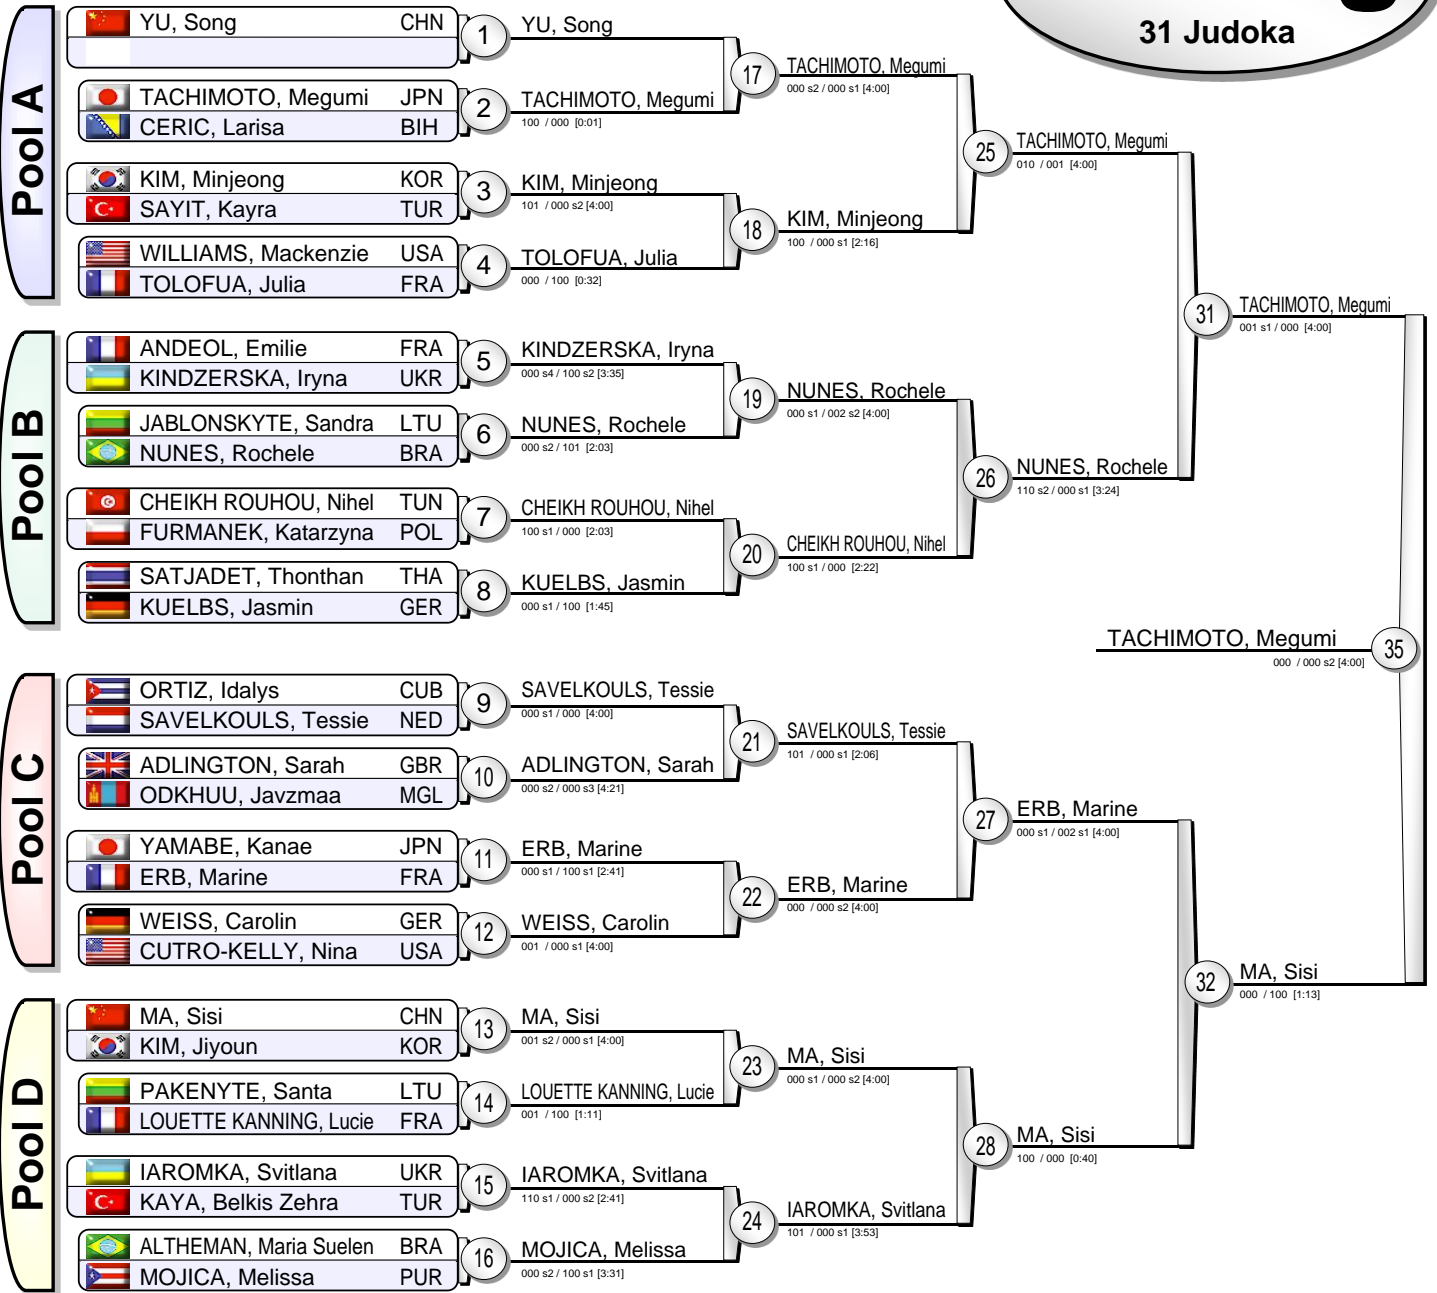 31 Judoka
Pool A
YU, Song CHN
1
YU, Song
TACHIMOTO, Megumi JPN
CERIC, Larisa BIH
2
TACHIMOTO, Megumi
100 / 000 [0:01]
17
TACHIMOTO, Megumi
000 s2 / 000 s1 [4:00]
KIM, Minjeong KOR
SAYIT, Kayra TUR
3
KIM, Minjeong
101 / 000 s2 [4:00]
WILLIAMS, Mackenzie USA
TOLOFUA, Julia FRA
4
TOLOFUA, Julia
000 / 100 [0:32]
18
KIM, Minjeong
100 / 000 s1 [2:16]
25
TACHIMOTO, Megumi
010 / 001 [4:00]
Pool B
ANDEOL, Emilie FRA
KINDZERSKA, Iryna UKR
5
KINDZERSKA, Iryna
000 s4 / 100 s2 [3:35]
JABLONSKYTE, Sandra LTU
NUNES, Rochele BRA
6
NUNES, Rochele
000 s2 / 101 [2:03]
19
NUNES, Rochele
000 s1 / 002 s2 [4:00]
CHEIKH ROUHOU, Nihel TUN
FURMANEK, Katarzyna POL
7
CHEIKH ROUHOU, Nihel
100 s1 / 000 [2:03]
SATJADET, Thonthan THA
KUELBS, Jasmin GER
8
KUELBS, Jasmin
000 s1 / 100 [1:45]
20
CHEIKH ROUHOU, Nihel
100 s1 / 000 [2:22]
26
NUNES, Rochele
110 s2 / 000 s1 [3:24]
31
TACHIMOTO, Megumi
001 s1 / 000 [4:00]
TACHIMOTO, Megumi
000 / 000 s2 [4:00]
35
Pool C
ORTIZ, Idalys CUB
SAVELKOULS, Tessie NED
9
SAVELKOULS, Tessie
000 s1 / 000 [4:00]
ADLINGTON, Sarah GBR
ODKHUU, Javzmaa MGL
10
ADLINGTON, Sarah
000 s2 / 000 s3 [4:21]
21
SAVELKOULS, Tessie
101 / 000 s1 [2:06]
YAMABE, Kanae JPN
ERB, Marine FRA
11
ERB, Marine
000 s1 / 100 s1 [2:41]
WEISS, Carolin GER
CUTRO-KELLY, Nina USA
12
WEISS, Carolin
001 / 000 s1 [4:00]
22
ERB, Marine
000 / 000 s2 [4:00]
27
ERB, Marine
000 s1 / 002 s1 [4:00]
Pool D
MA, Sisi CHN
KIM, Jiyoun KOR
13
MA, Sisi
001 s2 / 000 s1 [4:00]
PAKENYTE, Santa LTU
LOUETTE KANNING, Lucie FRA
14
LOUETTE KANNING, Lucie
001 / 100 [1:11]
23
MA, Sisi
000 s1 / 000 s2 [4:00]
IAROMKA, Svitlana UKR
KAYA, Belkis Zehra TUR
15
IAROMKA, Svitlana
110 s1 / 000 s2 [2:41]
ALTHEMAN, Maria Suelen BRA
MOJICA, Melissa PUR
16
MOJICA, Melissa
000 s2 / 100 s1 [3:31]
24
IAROMKA, Svitlana
101 / 000 s1 [3:53]
28
MA, Sisi
100 / 000 [0:40]
32
MA, Sisi
000 / 100 [1:13]